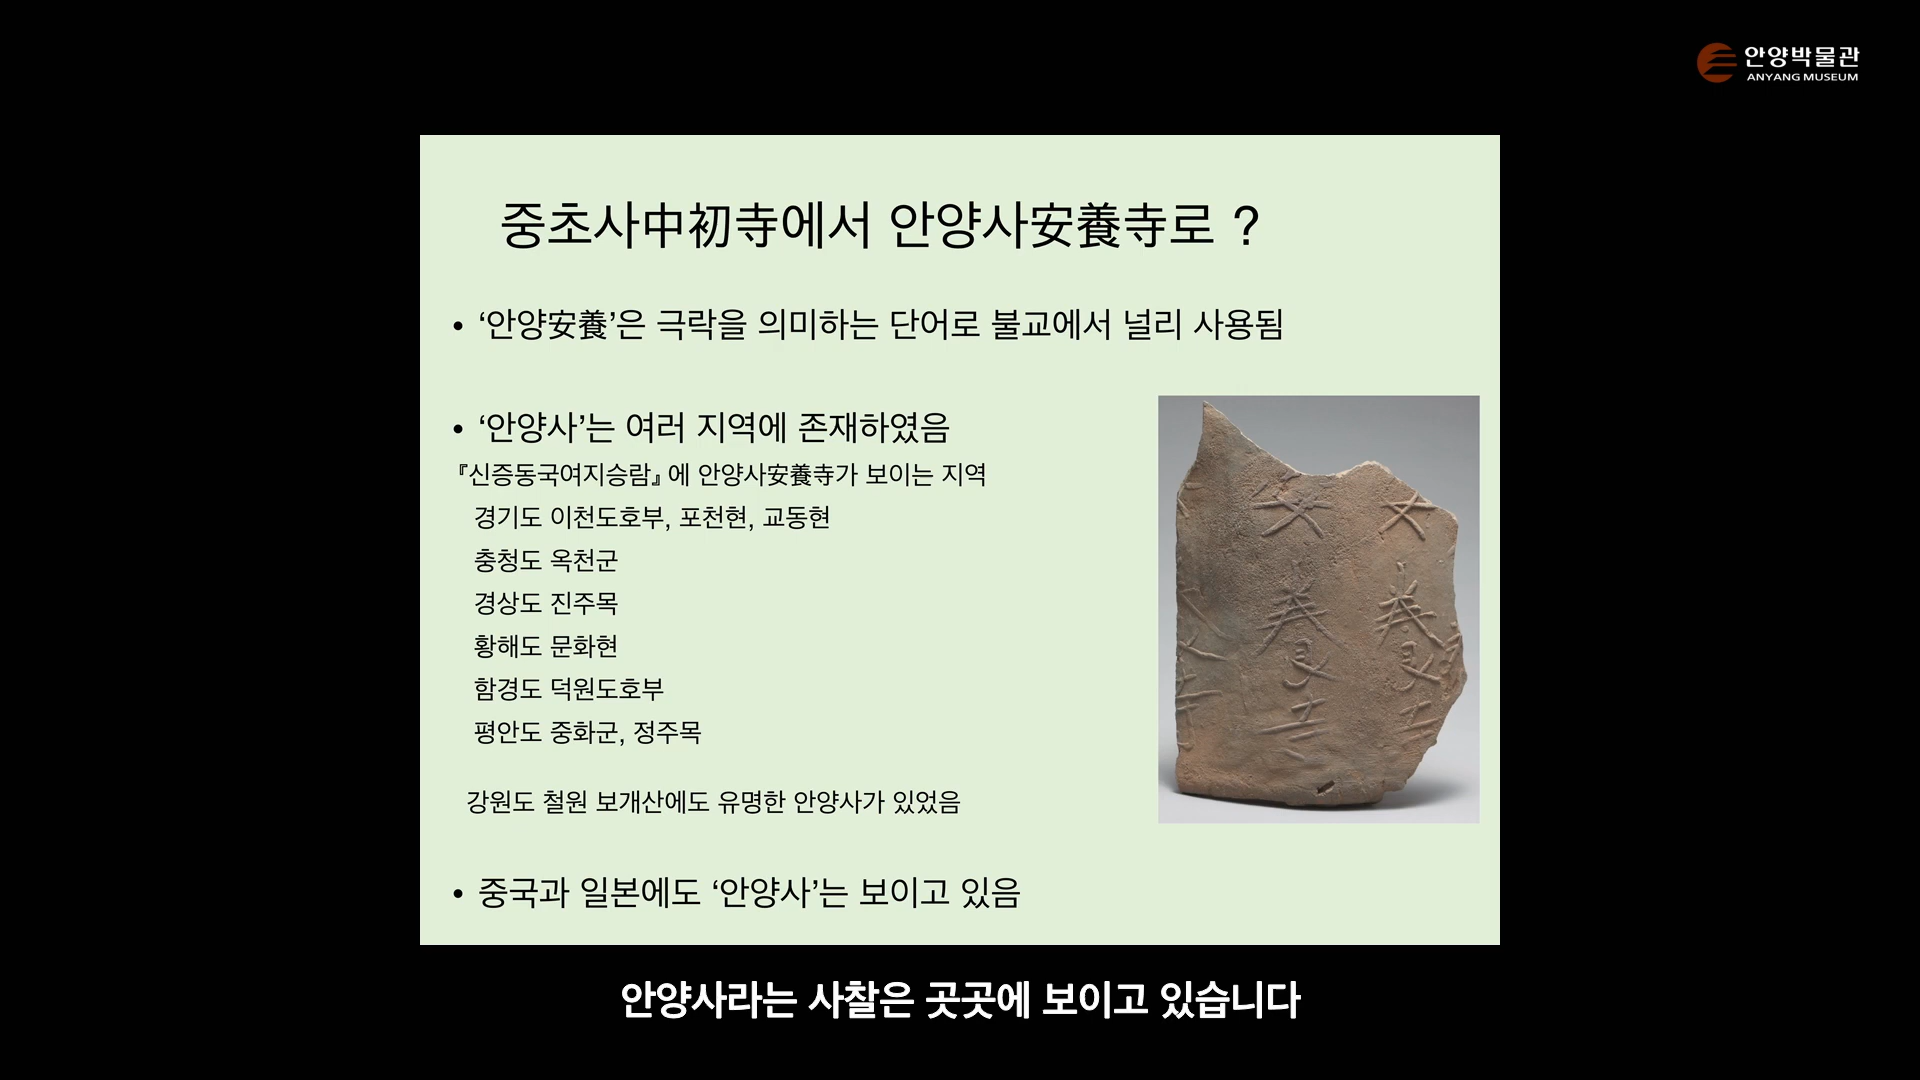 안양박물관
ANYANG MUSEUM
중초사中初寺에서 안양사安養寺로 ?
• ‘안양安養’은 극락을 의미하는 단어로 불교에서 널리 사용됨
• ‘안양사’는 여러 지역에 존재하였음
『신증동국여지승람』에 안양사安養寺가 보이는 지역
경기도 이천도호부, 포천현, 교동현
충청도 옥천군
경상도 진주목
황해도 문화현
함경도 덕원도호부
평안도 중화군, 정주목
강원도 철원 보개산에도 유명한 안양사가 있었음
• 중국과 일본에도 ‘안양사’는 보이고 있음
安養寺
안양사라는 사찰은 곳곳에 보이고 있습니다